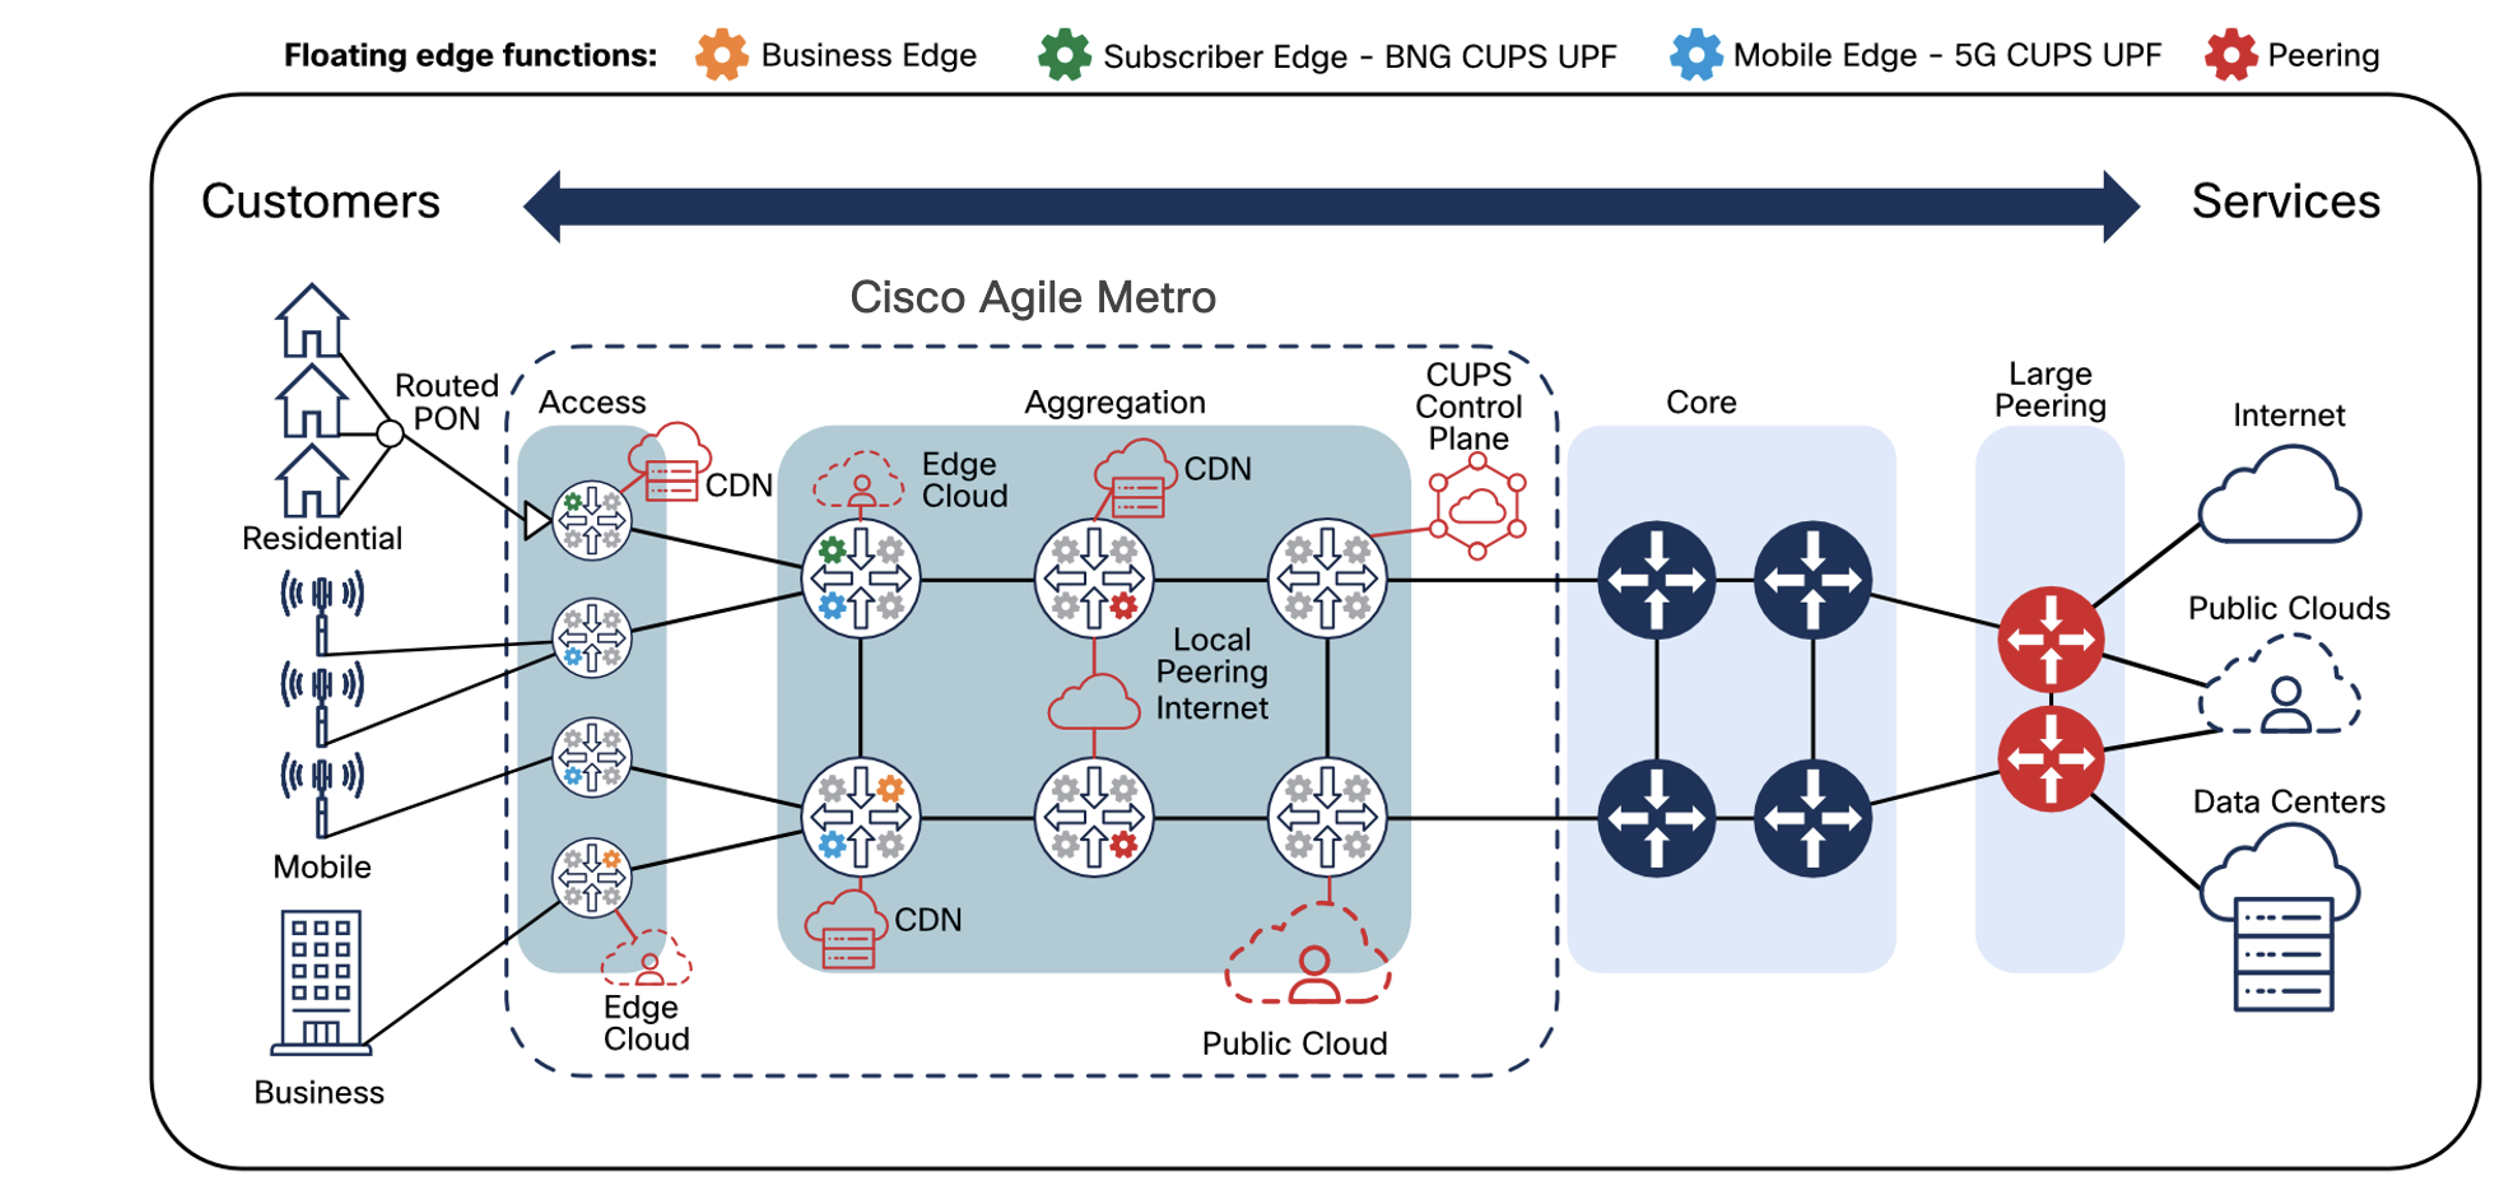 Floating edge functions: Business Edge Subscriber Edge - BNG CUPS UPF Mobile Edge - 5G CUPS UPF Peering
Customers
Services
Cisco Agile Metro
Routed
PON
Residential
Mobile
Business
Access
CDN
Edge
Cloud
Aggregation
Edge
Cloud
CDN
Local
Peering
Internet
CDN
Public Cloud
CUPS
Control
Plane
Core
Large
Peering
Internet
Public Clouds
Data Centers